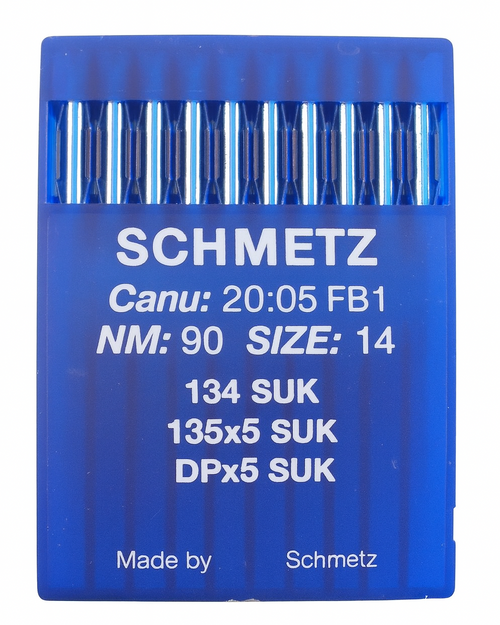 SCHMETZ
Canu: 20:05 FB1
NM: 90 SIZE: 14
134 SUK
135x5 SUK
DPx5 SUK
Made by Schmetz